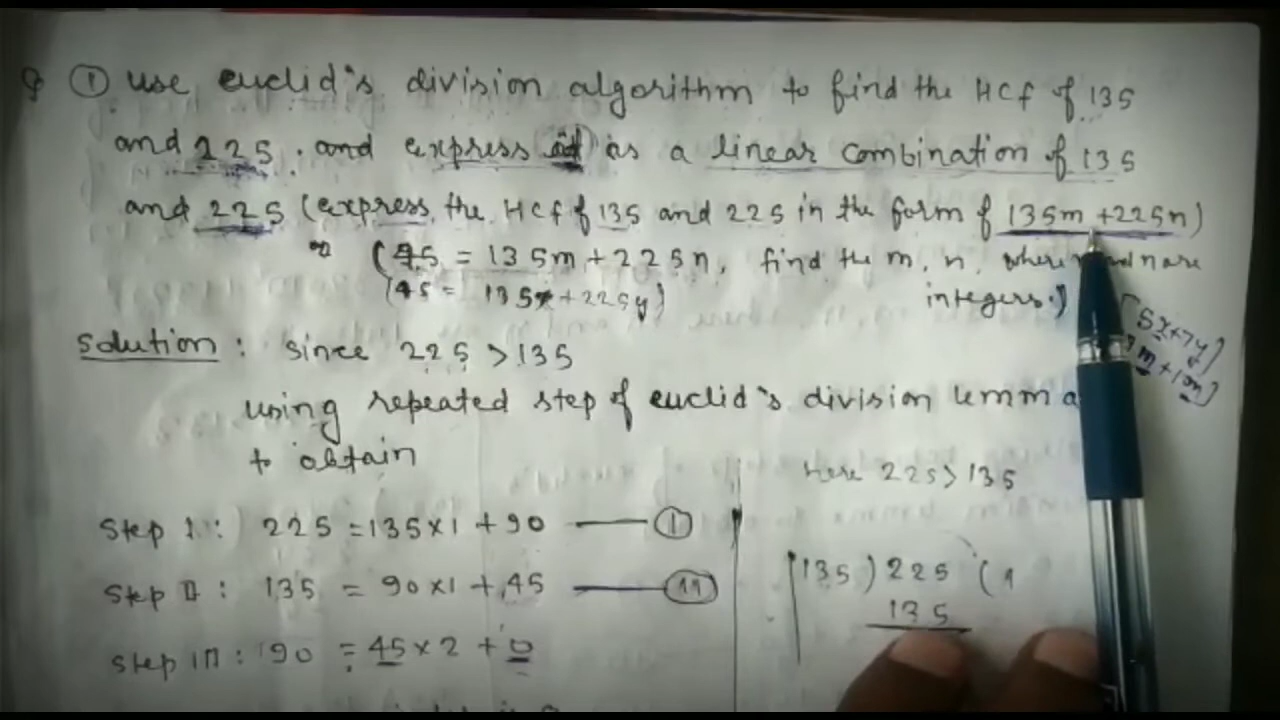 Q ① Use euclid's division algorithm to find the HCf of 135
and 225. and express as a linear combination of 135
and 225 (express the HCf of 135 and 225 in the form of 135m + 225n)
(45 = 135m + 225n, find the m, n, where and n are
(45 = 135x + 225y) integers.)
5x + 7y
m + 10n
Solution : Since 225 > 135
using repeated step of euclid's division lemma
to obtain
here 225 > 135
Step I : 225 = 135 × 1 + 90 —— ①
Step II : 135 = 90 × 1 + 45 —— ⑪
Step III : 90 = 45 × 2 + 0
135 ) 225 ( 1
135